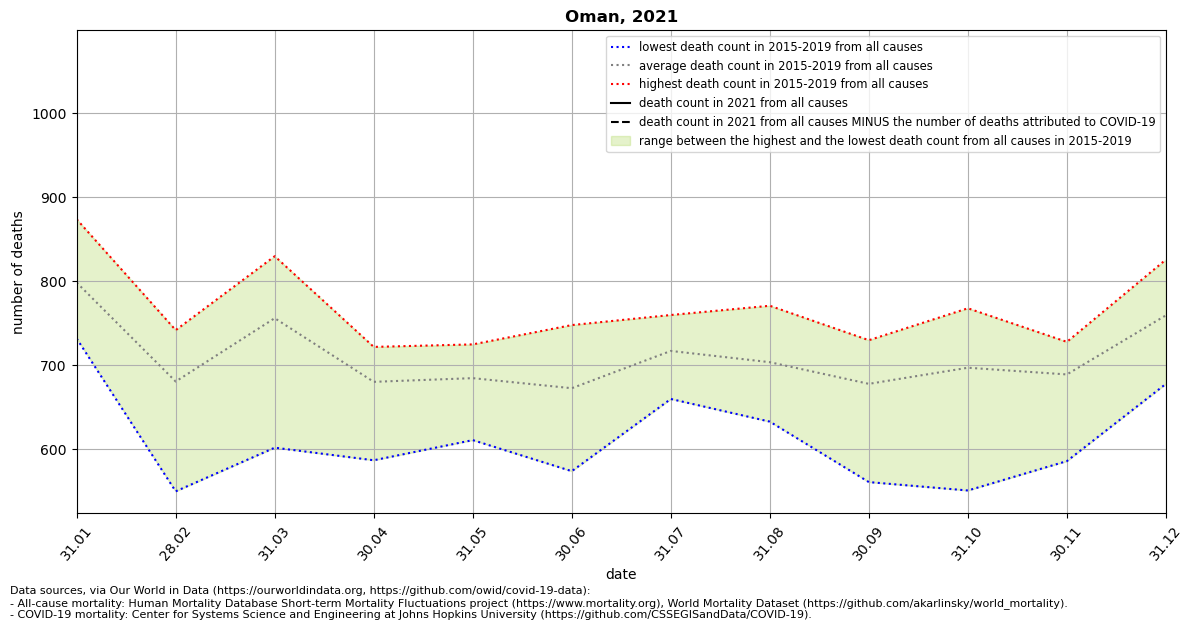 Oman, 2021
lowest death count in 2015-2019 from all causes
average death count in 2015-2019 from all causes
highest death count in 2015-2019 from all causes
death count in 2021 from all causes
death count in 2021 from all causes MINUS the number of deaths attributed to COVID-19
range between the highest and the lowest death count from all causes in 2015-2019
number of deaths
1000
900
800
700
600
31.01 28.02 31.03 30.04 31.05 30.06 31.07 31.08 30.09 31.10 30.11 31.12
date
Data sources, via Our World in Data (https://ourworldindata.org, https://github.com/owid/covid-19-data):
- All-cause mortality: Human Mortality Database Short-term Mortality Fluctuations project (https://www.mortality.org), World Mortality Dataset (https://github.com/akarlinsky/world_mortality).
- COVID-19 mortality: Center for Systems Science and Engineering at Johns Hopkins University (https://github.com/CSSEGISandData/COVID-19).